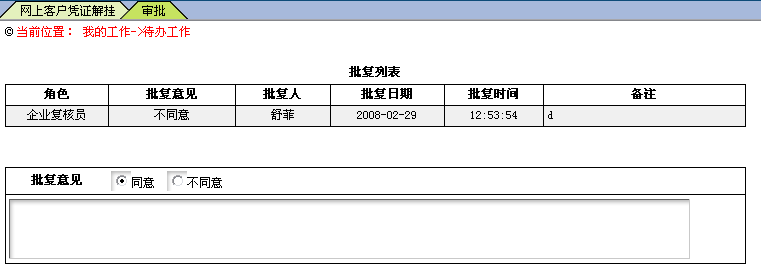 网上客户凭证解挂 审批
© 当前位置： 我的工作->待办工作
批复列表
角色 批复意见 批复人 批复日期 批复时间 备注
企业复核员 不同意 舒菲 2008-02-29 12:53:54 d
批复意见 同意 不同意